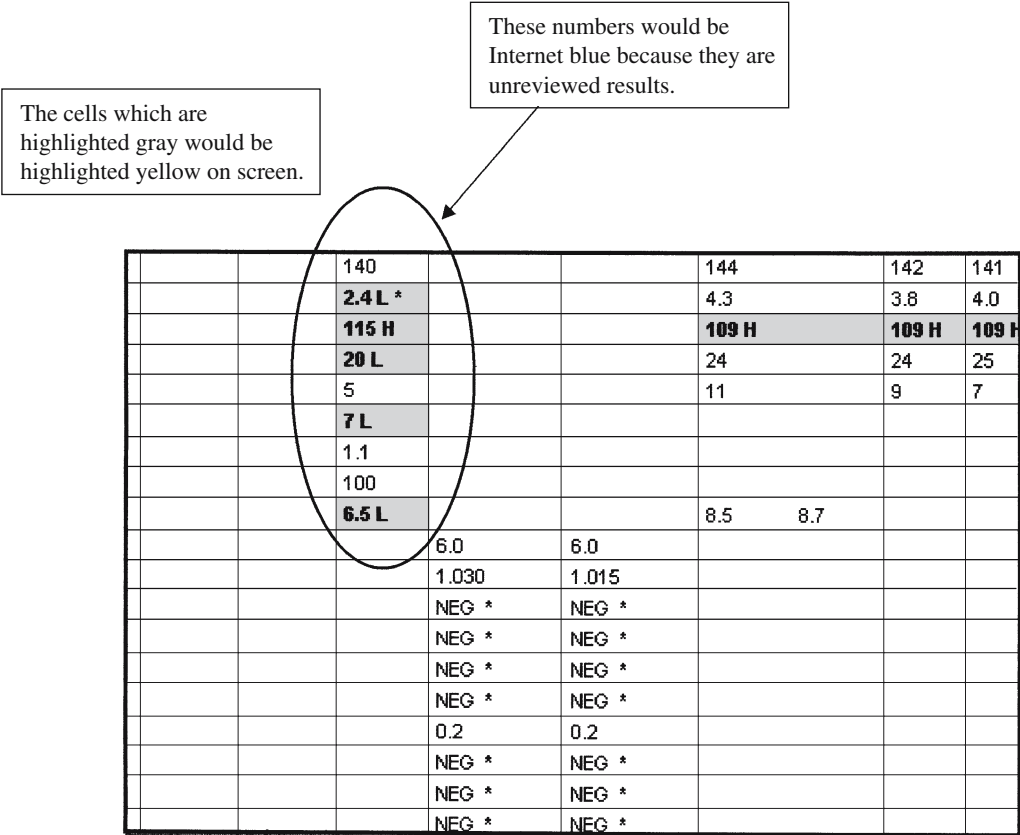 These numbers would be
Internet blue because they are
unreviewed results.
The cells which are
highlighted gray would be
highlighted yellow on screen.
140 144 142 141
2.4 L * 4.3 3.8 4.0
115 H 109 H 109 H 109 H
20 L 24 24 25
5 11 9 7
7 L
1.1
100
6.5 L 8.5 8.7
6.0 6.0
1.030 1.015
NEG * NEG *
NEG * NEG *
NEG * NEG *
NEG * NEG *
0.2 0.2
NEG * NEG *
NEG * NEG *
NEG * NEG *